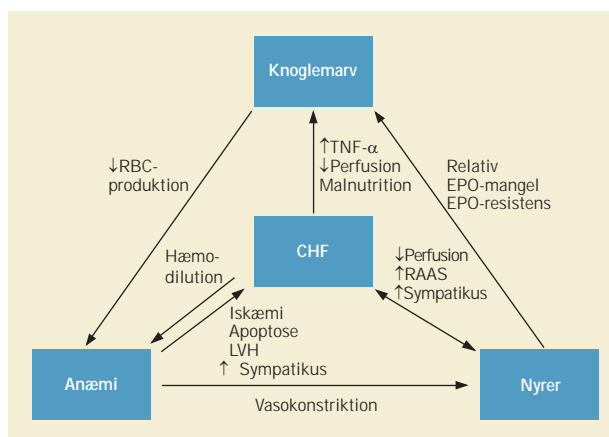 Knoglemarv
↓RBC-
produktion
↑TNF-α
↓Perfusion
Malnutrition
Relativ
EPO-mangel
EPO-resistens
Hæmo-
dilution
CHF
↓Perfusion
↑RAAS
↑Sympatikus
Iskæmi
Apoptose
LVH
↑ Sympatikus
Anæmi
Vasokonstriktion
Nyrer